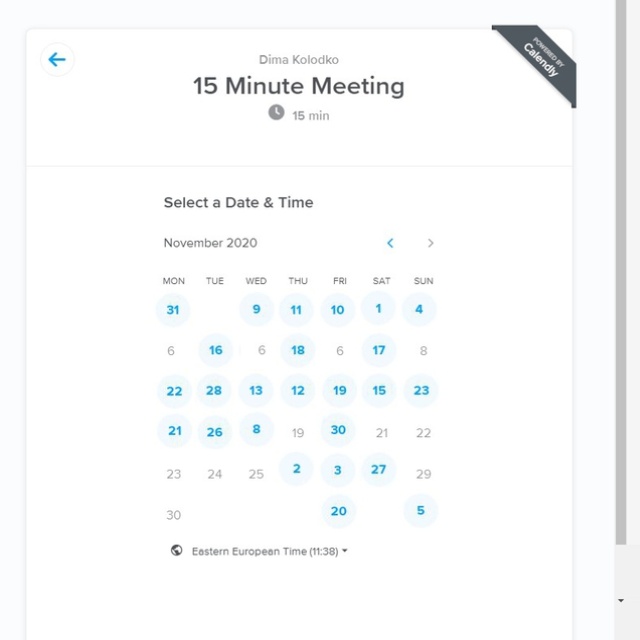 POWERED BY
Calendly
Dima Kolodko
15 Minute Meeting
15 min
Select a Date & Time
November 2020
MON TUE WED THU FRI SAT SUN
31 9 11 10 1 4
6 16 6 18 6 17 8
22 28 13 12 19 15 23
21 26 8 19 30 21 22
23 24 25 2 3 27 29
30 20 5
Eastern European Time (11:38)